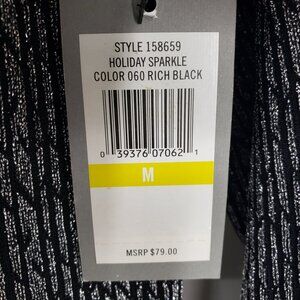 STYLE 158659
HOLIDAY SPARKLE
COLOR 060 RICH BLACK
0 39376 07062 1
M
MSRP $79.00